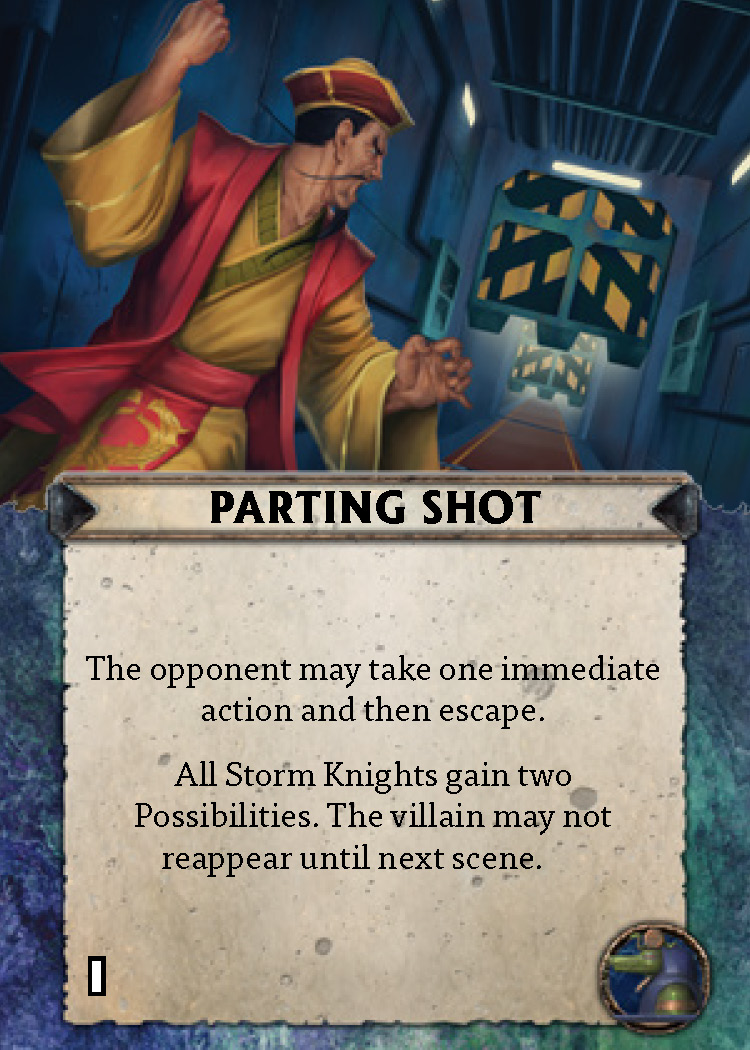 PARTING SHOT
The opponent may take one immediate
action and then escape.
All Storm Knights gain two
Possibilities. The villain may not
reappear until next scene.